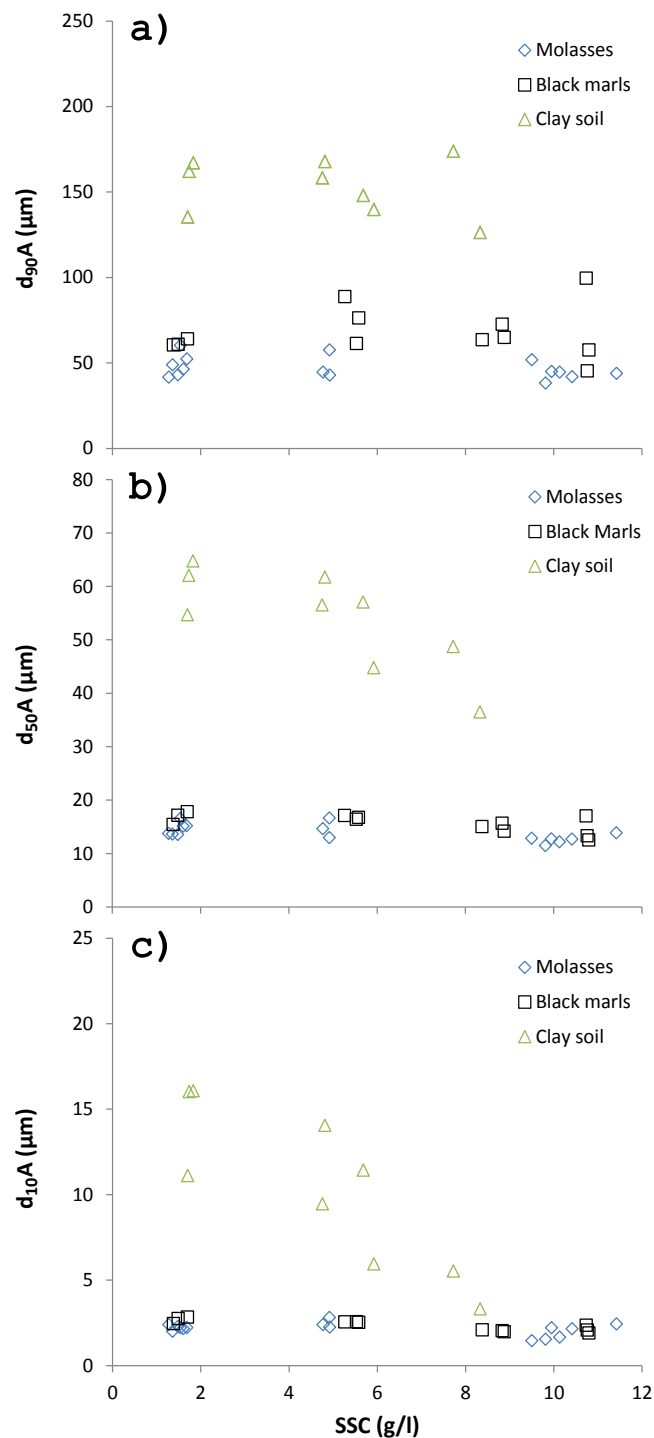 a)
250
200
150
100
50
0
d90A (µm)
Molasses
Black marls
Clay soil
b)
80
70
60
50
40
30
20
10
0
d50A (µm)
Molasses
Black Marls
Clay soil
c)
25
20
15
10
5
0
d10A (µm)
Molasses
Black marls
Clay soil
0 2 4 6 8 10 12
SSC (g/l)